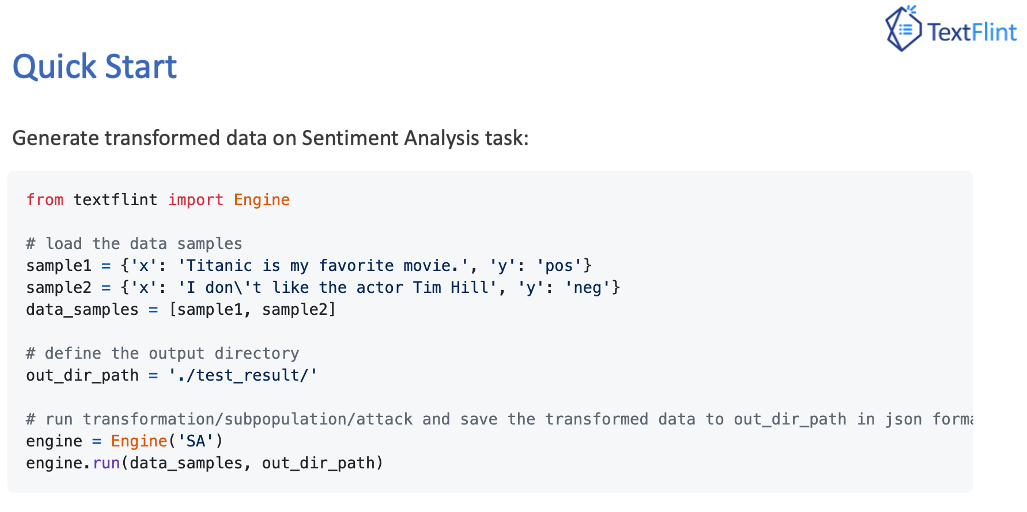 TextFlint
Quick Start
Generate transformed data on Sentiment Analysis task:
from textflint import Engine
# load the data samples
sample1 = {'x': 'Titanic is my favorite movie.', 'y': 'pos'}
sample2 = {'x': 'I don\'t like the actor Tim Hill', 'y': 'neg'}
data_samples = [sample1, sample2]
# define the output directory
out_dir_path = './test_result/'
# run transformation/subpopulation/attack and save the transformed data to out_dir_path in json
engine = Engine('SA')
engine.run(data_samples, out_dir_path)